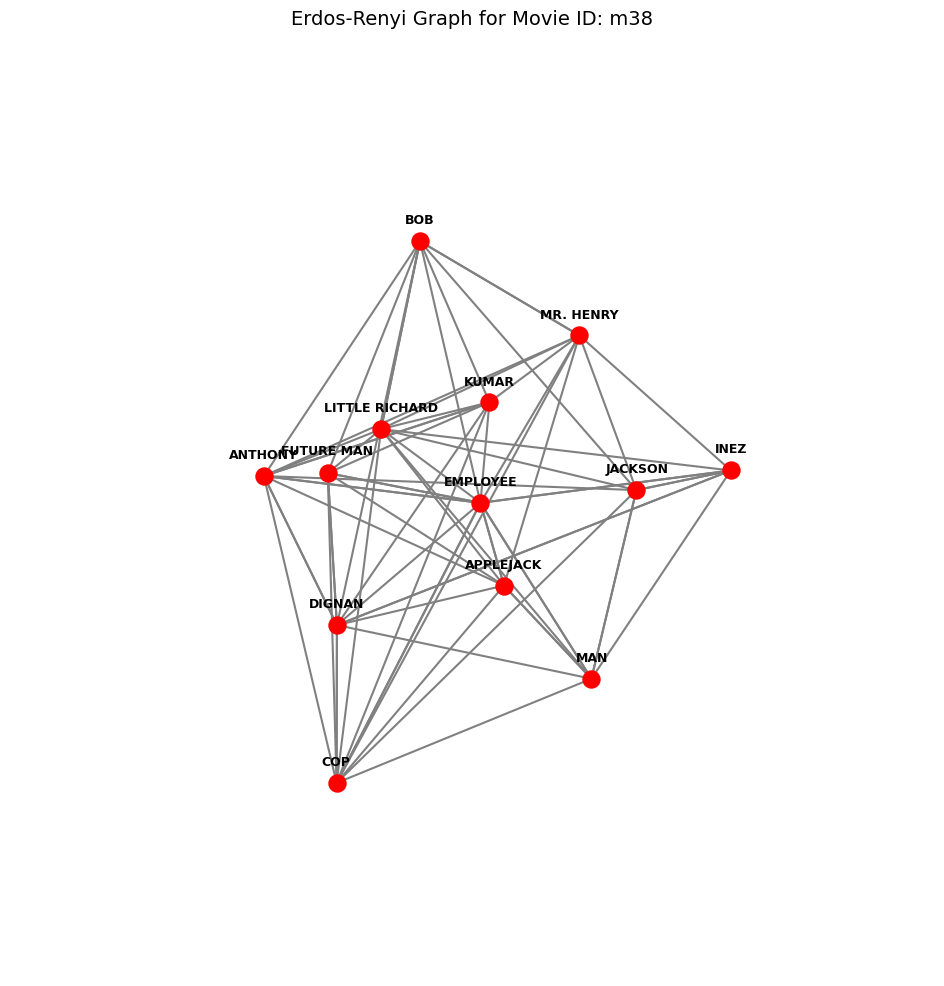 Erdos-Renyi Graph for Movie ID: m38
BOB
MR. HENRY
KUMAR
LITTLE RICHARD
ANTHONY
FUTURE MAN
INEZ
JACKSON
EMPLOYEE
APPLEJACK
DIGNAN
MAN
COP